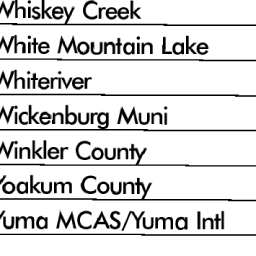 Whiskey Creek
White Mountain Lake
Whiteriver
Wickenburg Muni
Winkler County
Yoakum County
Yuma MCAS/Yuma Intl